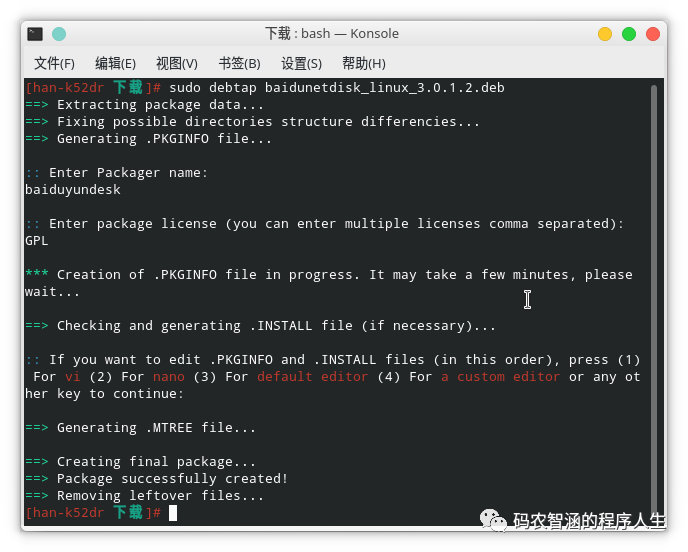 下载 : bash — Konsole
文件(F) 编辑(E) 视图(V) 书签(B) 设置(S) 帮助(H)
[han-k52dr 下载]# sudo debtap baidunetdisk_linux_3.0.1.2.deb
==> Extracting package data...
==> Fixing possible directories structure differencies...
==> Generating .PKGINFO file...
:: Enter Packager name:
baiduyundesk
:: Enter package license (you can enter multiple licenses comma separated):
GPL
*** Creation of .PKGINFO file in progress. It may take a few minutes, please
wait...
==> Checking and generating .INSTALL file (if necessary)...
:: If you want to edit .PKGINFO and .INSTALL files (in this order), press (1)
For vi (2) For nano (3) For default editor (4) For a custom editor or any ot
her key to continue:
==> Generating .MTREE file...
==> Creating final package...
==> Package successfully created!
==> Removing leftover files...
[han-k52dr 下载]#
码农智涵的程序人生